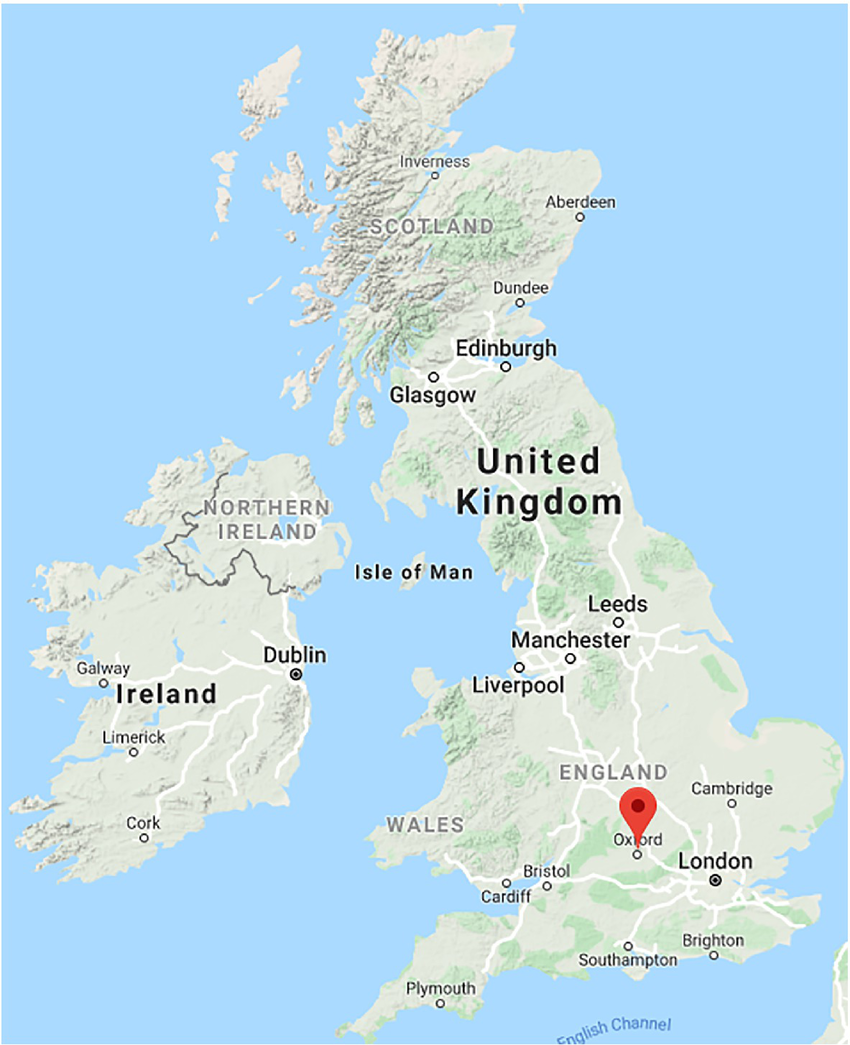 Inverness
Aberdeen
SCOTLAND
Dundee
Edinburgh
Glasgow
United
Kingdom
NORTHERN
IRELAND
Isle of Man
Leeds
Manchester
Dublin
Galway
Liverpool
Ireland
Limerick
ENGLAND
Cambridge
Cork
WALES
Oxford
London
Bristol
Cardiff
Brighton
Southampton
Plymouth
English Channel